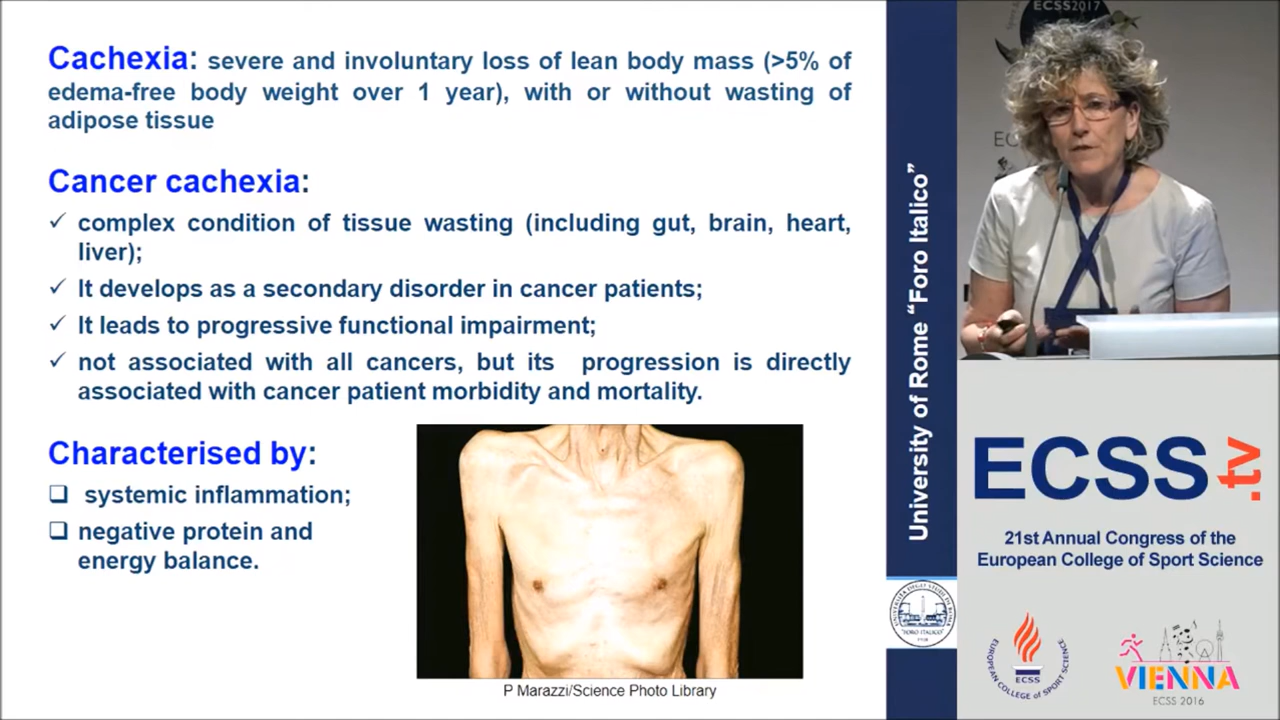 Cachexia: severe and involuntary loss of lean body mass (>5% of
edema-free body weight over 1 year), with or without wasting of
adipose tissue
Cancer cachexia:
✓ complex condition of tissue wasting (including gut, brain, heart,
liver);
✓ It develops as a secondary disorder in cancer patients;
✓ It leads to progressive functional impairment;
✓ not associated with all cancers, but its progression is directly
associated with cancer patient morbidity and mortality.
Characterised by:
❑ systemic inflammation;
❑ negative protein and
energy balance.
P Marazzi/Science Photo Library
University of Rome “Foro Italico”
"FORO ITALICO"
ECSS2017
EC
ECSS.tv
21st Annual Congress of the
European College of Sport Science
EUROPEAN COLLEGE OF SPORT SCIENCE
ECSS
VIENNA
ECSS 2016